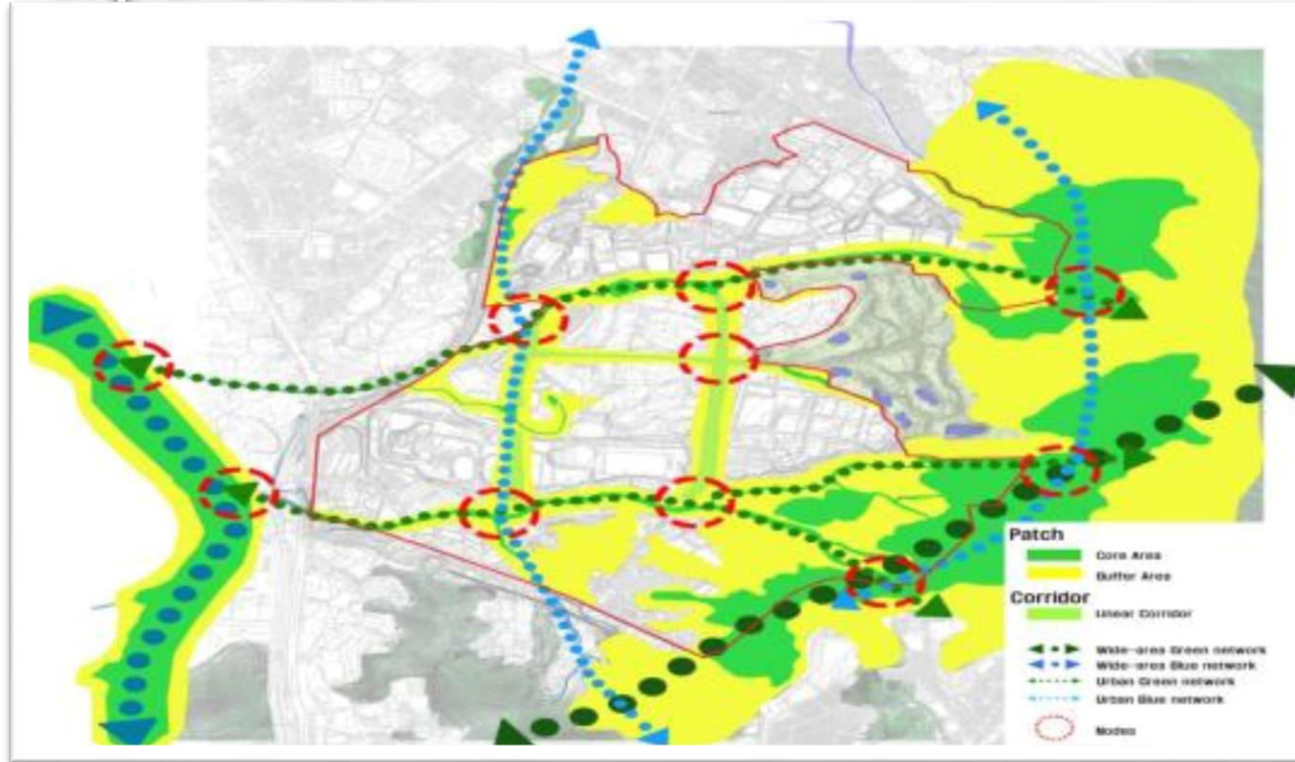 Patch
Core Area
Buffer Area
Corridor
Linear Corridor
Wide-area Green network
Wide-area Blue network
Urban Green network
Urban Blue network
Nodes